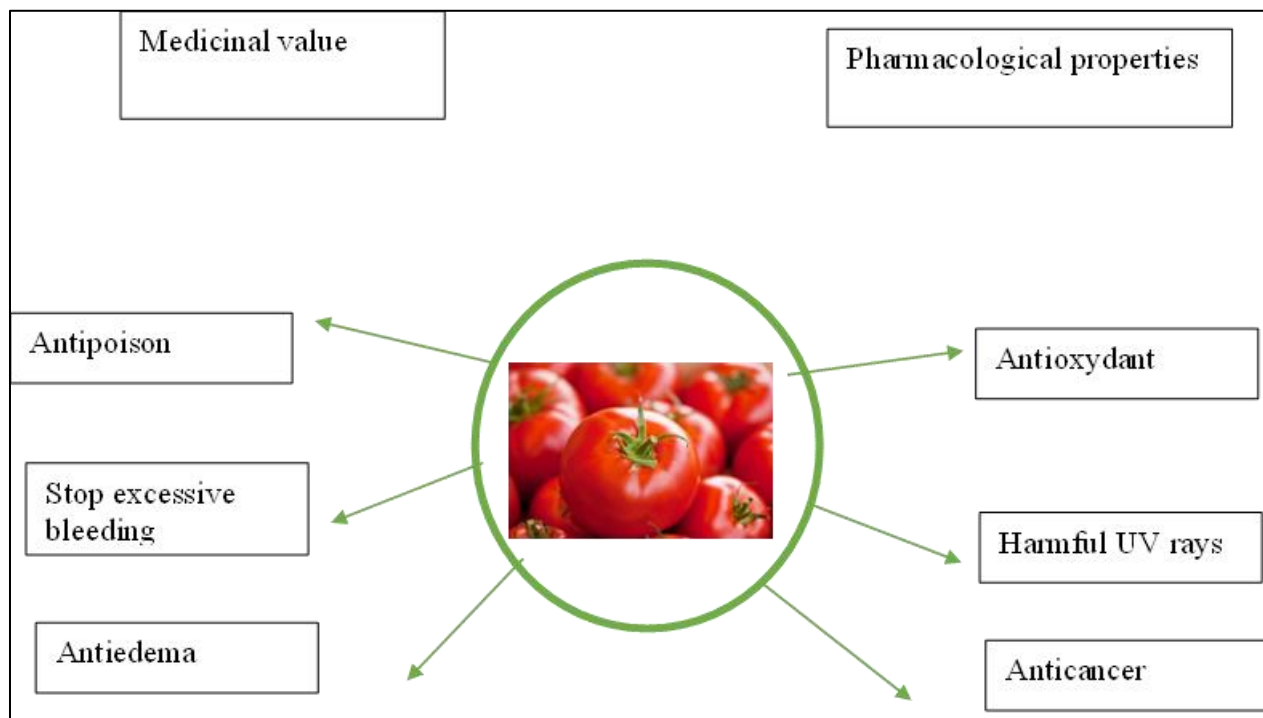 Medicinal value
Pharmacological properties
Antipoison
Antioxydant
Stop excessive
bleeding
Harmful UV rays
Antiedema
Anticancer